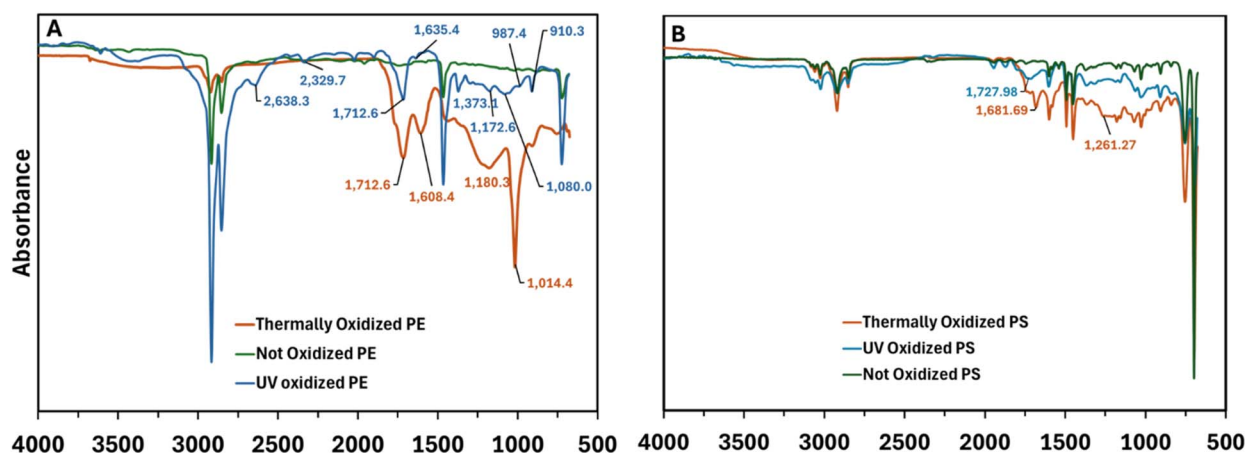 A
1,635.4
987.4
910.3
2,329.7
2,638.3
1,712.6
1,373.1
1,172.6
1,712.6
1,608.4
1,180.3
1,080.0
1,014.4
Absorbance
Thermally Oxidized PE
Not Oxidized PE
UV oxidized PE
4000 3500 3000 2500 2000 1500 1000 500
B
1,727.98
1,681.69
1,261.27
Thermally Oxidized PS
UV Oxidized PS
Not Oxidized PS
4000 3500 3000 2500 2000 1500 1000 500